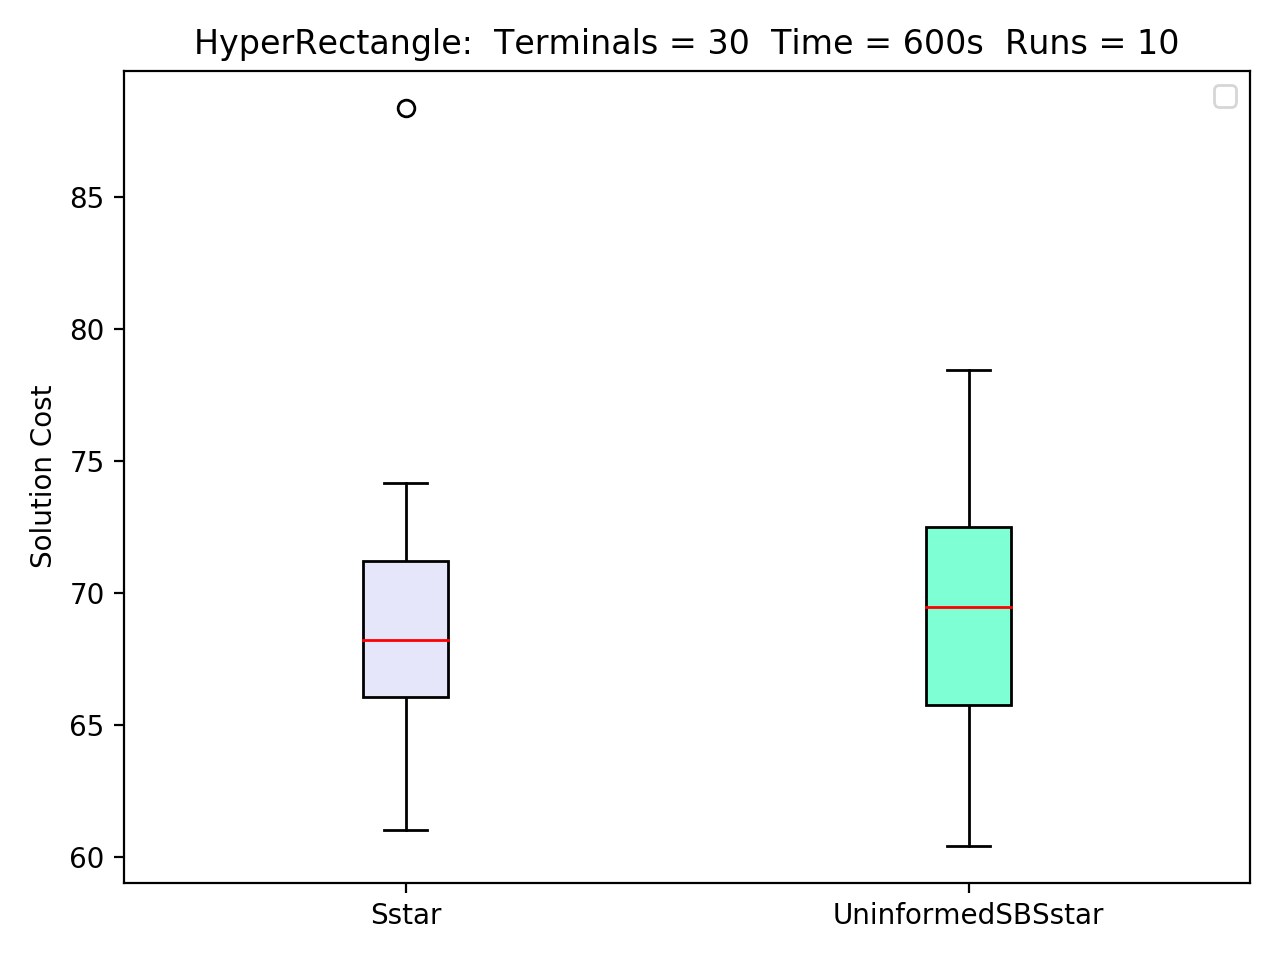 HyperRectangle: Terminals = 30 Time = 600s Runs = 10
85
80
75
70
65
60
Solution Cost
Sstar
UninformedSBSstar